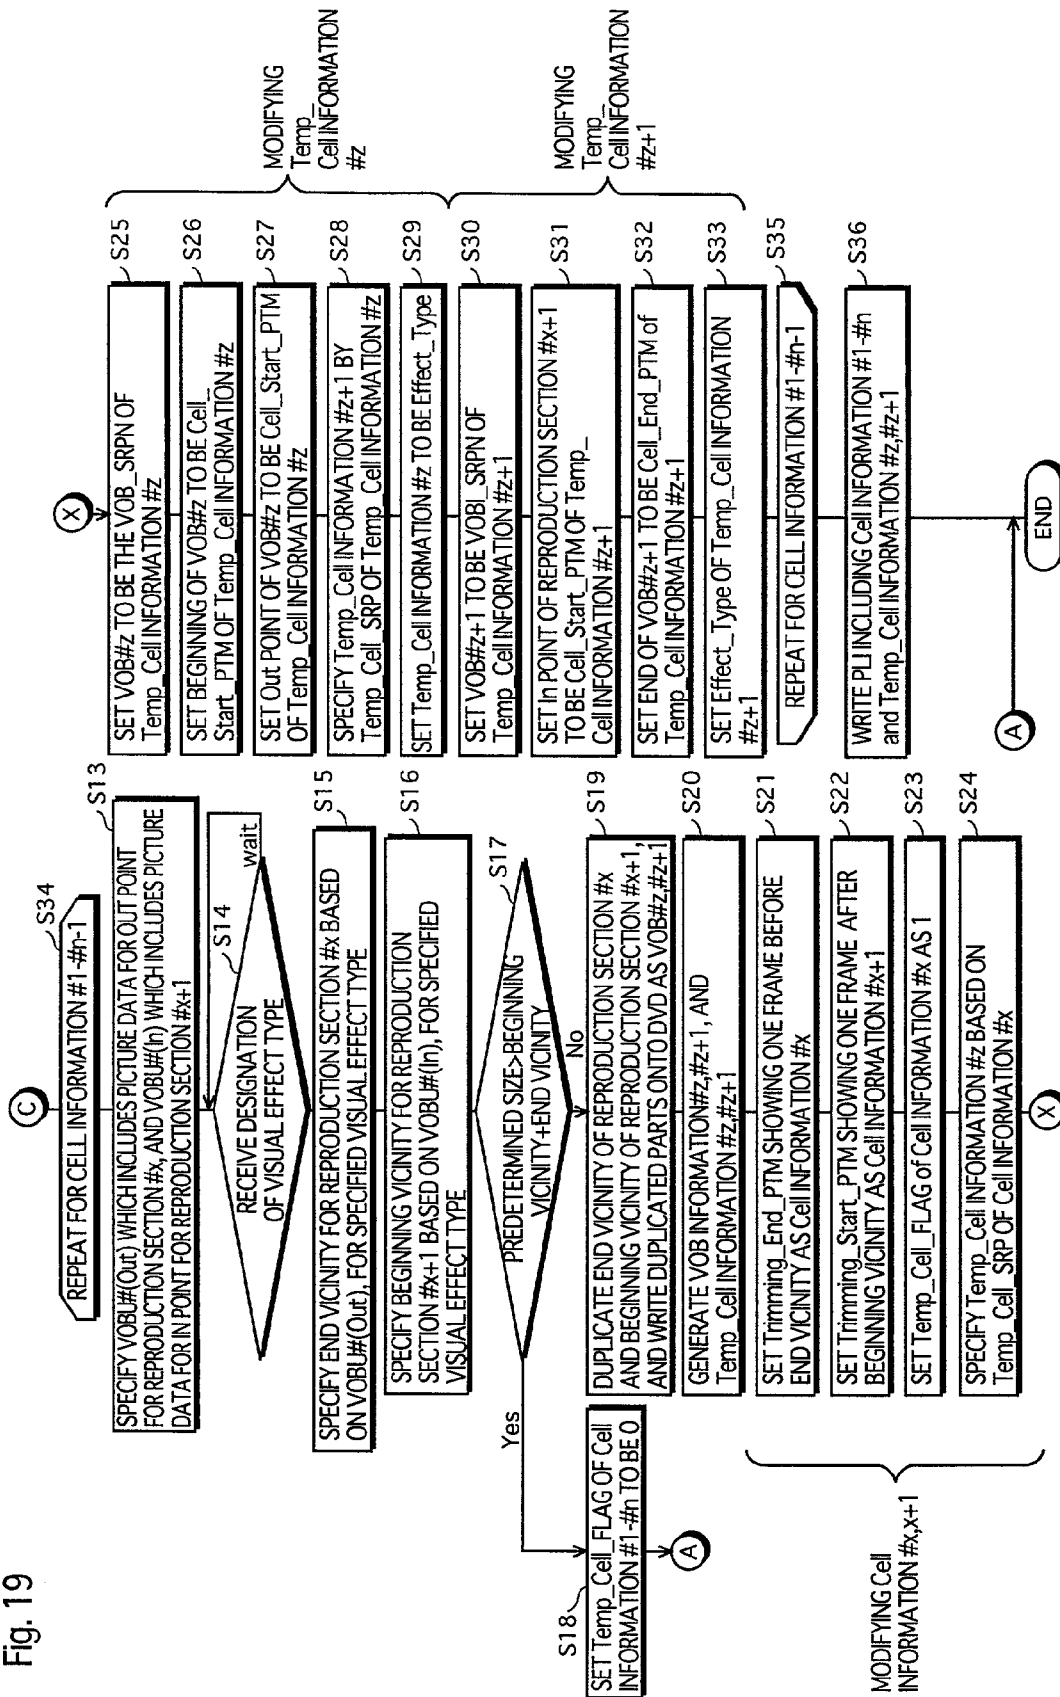 Fig. 19
C
S34
REPEAT FOR CELL INFORMATION #1-#n-1
S13
SPECIFY VOBU#(Out) WHICH INCLUDES PICTURE DATA FOR OUT POINT
FOR REPRODUCTION SECTION #x, AND VOBU#(In) WHICH INCLUDES PICTURE
DATA FOR IN POINT FOR REPRODUCTION SECTION #x+1
S14
wait
RECEIVE DESIGNATION
OF VISUAL EFFECT TYPE
S15
SPECIFY END VICINITY FOR REPRODUCTION SECTION #x BASED
ON VOBU#(Out), FOR SPECIFIED VISUAL EFFECT TYPE
S16
SPECIFY BEGINNING VICINITY FOR REPRODUCTION
SECTION #x+1 BASED ON VOBU#(In), FOR SPECIFIED
VISUAL EFFECT TYPE
S17
PREDETERMINED SIZE>BEGINNING
VICINITY+END VICINITY
Yes
No
S18
SET Temp_Cell_FLAG OF Cell
INFORMATION #1-#n TO BE 0
A
S19
DUPLICATE END VICINITY OF REPRODUCTION SECTION #x
AND BEGINNING VICINITY OF REPRODUCTION SECTION #x+1,
AND WRITE DUPLICATED PARTS ONTO DVD AS VOB#z,#z+1
S20
GENERATE VOB INFORMATION#z,#z+1, AND
Temp_Cell INFORMATION #z,#z+1
S21
SET Trimming_End_PTM SHOWING ONE FRAME BEFORE
END VICINITY AS Cell INFORMATION #x
S22
SET Trimming_Start_PTM SHOWING ONE FRAME AFTER
BEGINNING VICINITY AS Cell INFORMATION #x+1
S23
SET Temp_Cell_FLAG of Cell INFORMATION #x AS 1
S24
SPECIFY Temp_Cell INFORMATION #z BASED ON
Temp_Cell_SRP OF Cell INFORMATION #x
MODIFYING Cell
INFORMATION #x,x+1
X
X
S25
SET VOB#z TO BE THE VOB_SRPN OF
Temp_Cell INFORMATION #z
S26
SET BEGINNING OF VOB#z TO BE Cell_
Start_PTM OF Temp_Cell INFORMATION #z
S27
SET Out POINT OF VOB#z TO BE Cell_Start_PTM
OF Temp_Cell INFORMATION #z
S28
SPECIFY Temp_Cell INFORMATION #z+1 BY
Temp_Cell_SRP OF Temp_Cell INFORMATION #z
S29
SET Temp_Cell INFORMATION #z TO BE Effect_Type
MODIFYING
Temp_
Cell INFORMATION
#z
S30
SET VOB#z+1 TO BE VOBI_SRPN OF
Temp_Cell INFORMATION #z+1
S31
SET In POINT OF REPRODUCTION SECTION #x+1
TO BE Cell_Start_PTM OF Temp_
Cell INFORMATION #z+1
S32
SET END OF VOB#z+1 TO BE Cell_End_PTM of
Temp_Cell INFORMATION #z+1
S33
SET Effect_Type OF Temp_Cell INFORMATION
#z+1
MODIFYING
Temp_
Cell INFORMATION
#z+1
S35
REPEAT FOR CELL INFORMATION #1-#n-1
S36
WRITE PLI INCLUDING Cell INFORMATION #1-#n
and Temp_Cell INFORMATION #z,#z+1
A
END